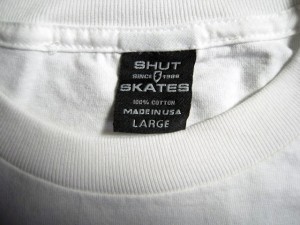 SHUT
SINCE 1986
SKATES
100% COTTON
MADE IN USA
LARGE